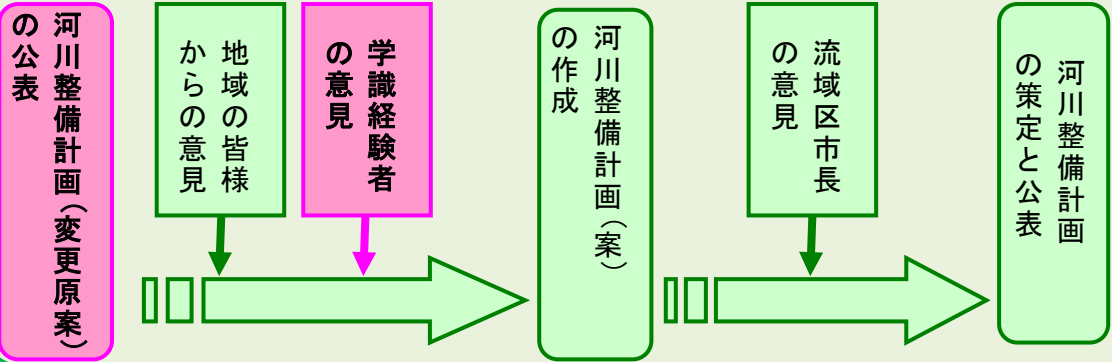 河川整備計画（変更原案）
の公表
地域の皆様
からの意見
学識経験者
の意見
河川整備計画（案）
の作成
流域区市長
の意見
河川整備計画
の策定と公表